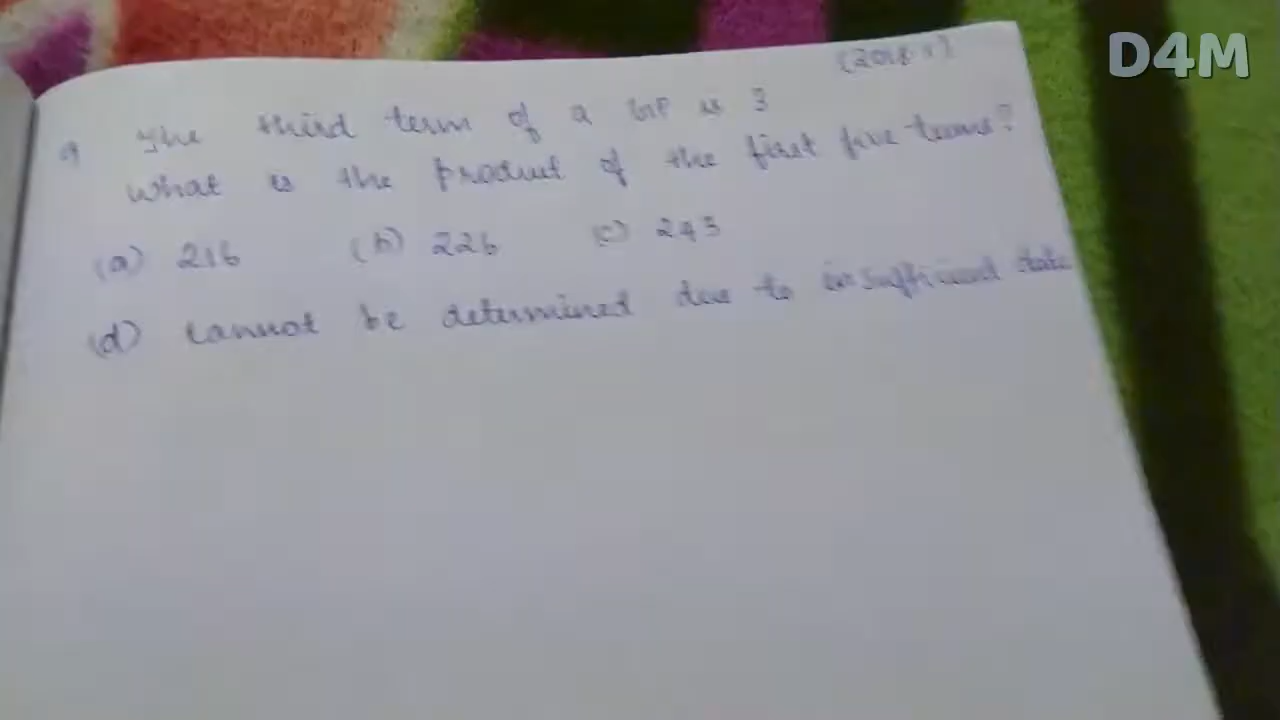 D4M
(2018 I)
Q The third term of a GP is 3
what is the product of the first five terms?
(a) 216 (b) 226 (c) 243
(d) cannot be determined due to insufficient data